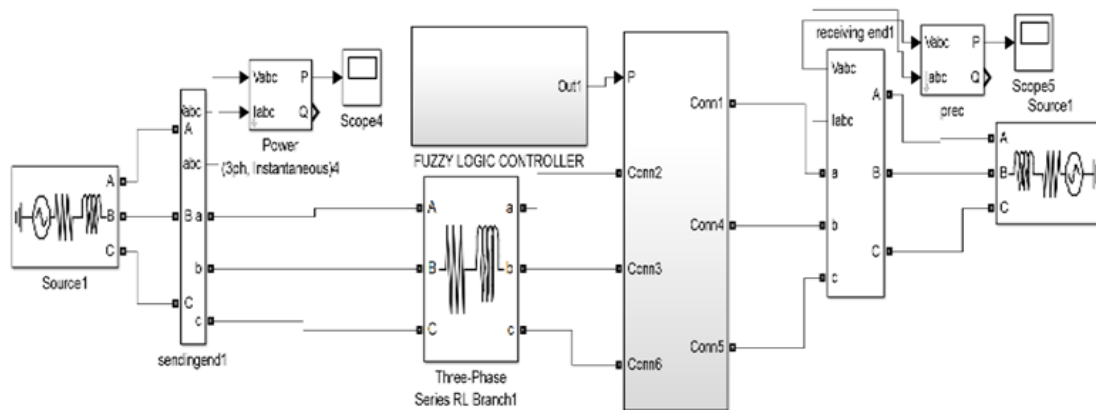 receiving end1
Vabc
P
Iabc
Q
Scope4
Power
(3ph, Instantaneous)4
Vabc
A
abc
B
a
b
C
c
sendingend1
A
B
C
Source1
Out1
FUZZY LOGIC CONTROLLER
A
a
B
b
C
c
Three-Phase
Series RL Branch1
P
Conn1
Conn2
Conn4
Conn3
Conn5
Conn6
Vabc
A
Iabc
a
B
b
C
c
Vabc
P
Iabc
Q
prec
Scope5
Source1
A
B
C